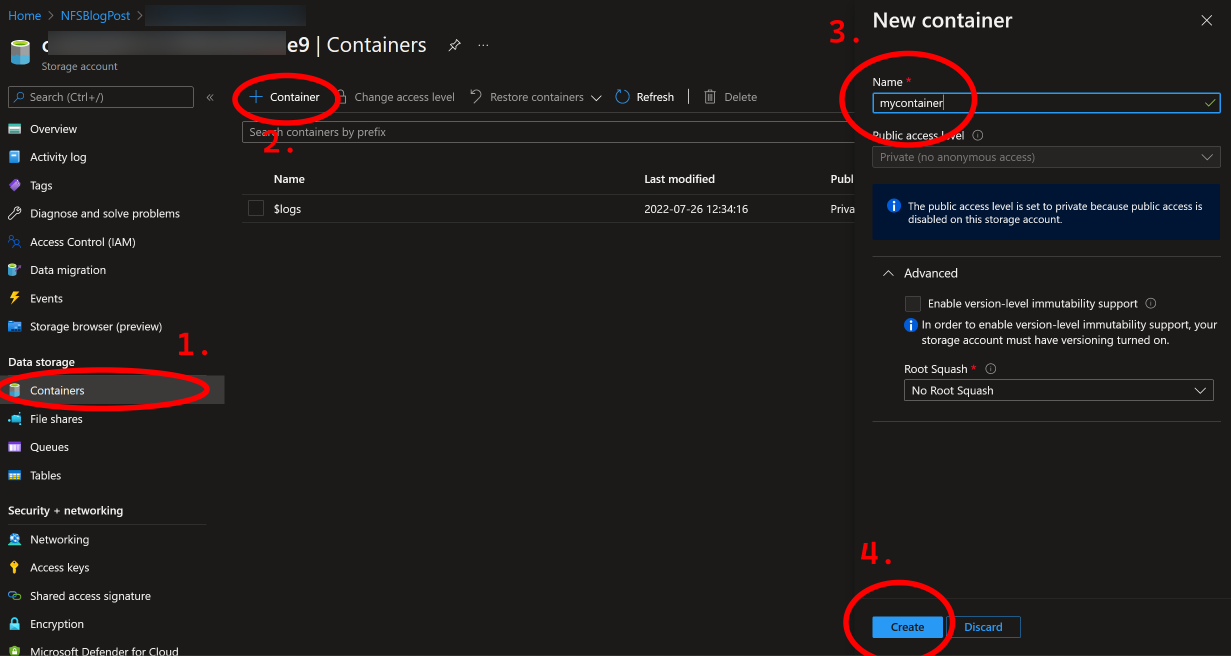 Home > NFSBlogPost >
e9 | Containers
Storage account
Search (Ctrl+/)
Overview
Activity log
Tags
Diagnose and solve problems
Access Control (IAM)
Data migration
Events
Storage browser (preview)
1.
Data storage
Containers
File shares
Queues
Tables
Security + networking
Networking
Access keys
Shared access signature
Encryption
Microsoft Defender for Cloud
+ Container Change access level Restore containers Refresh | Delete
2.
Search containers by prefix
Name Last modified Publ
$logs 2022-07-26 12:34:16 Priva
3.
New container
Name *
mycontainer
Public access level
Private (no anonymous access)
The public access level is set to private because public access is
disabled on this storage account.
Advanced
Enable version-level immutability support
In order to enable version-level immutability support, your
storage account must have versioning turned on.
Root Squash *
No Root Squash
4.
Create Discard